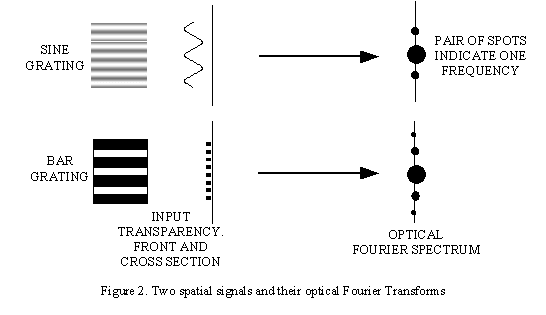 SINE
GRATING
PAIR OF SPOTS
INDICATE ONE
FREQUENCY
BAR
GRATING
INPUT
TRANSPARENCY.
FRONT AND
CROSS SECTION
OPTICAL
FOURIER SPECTRUM
Figure 2. Two spatial signals and their optical Fourier Transforms